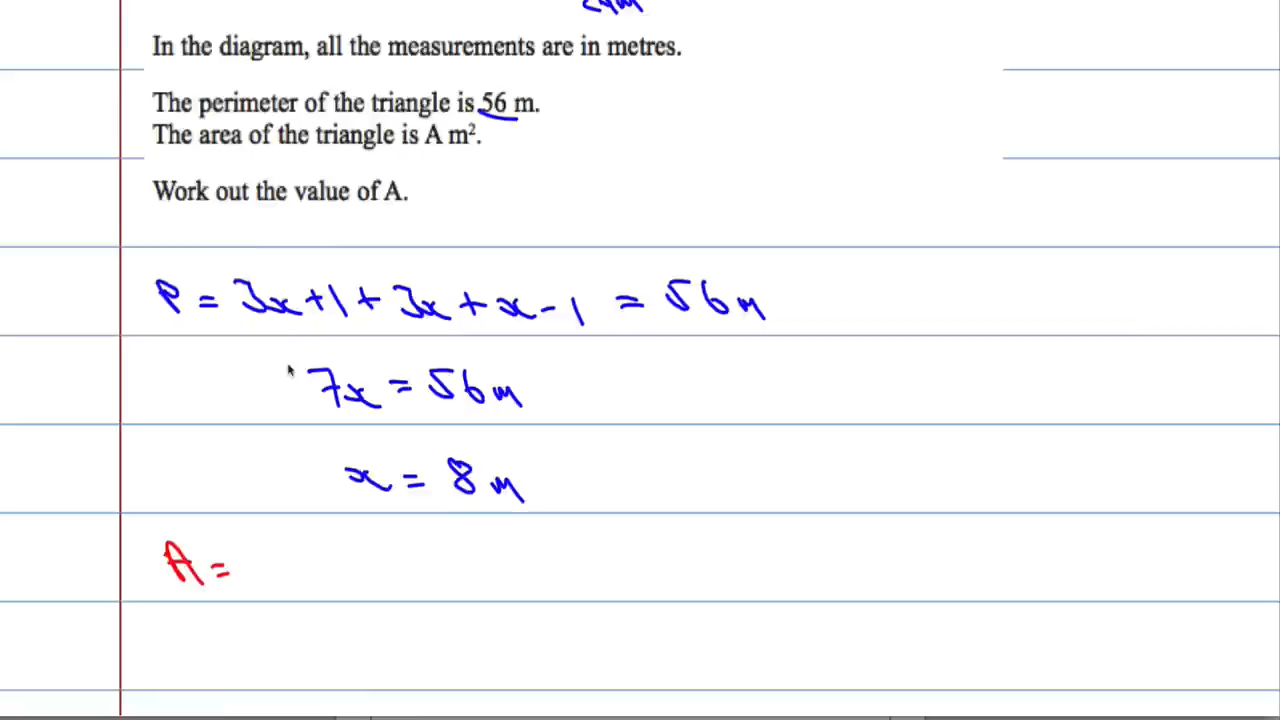 In the diagram, all the measurements are in metres.
The perimeter of the triangle is 56 m.
The area of the triangle is A m².
Work out the value of A.
P = 3x+1 + 3x + x-1 = 56m
7x = 56m
x = 8m
A =